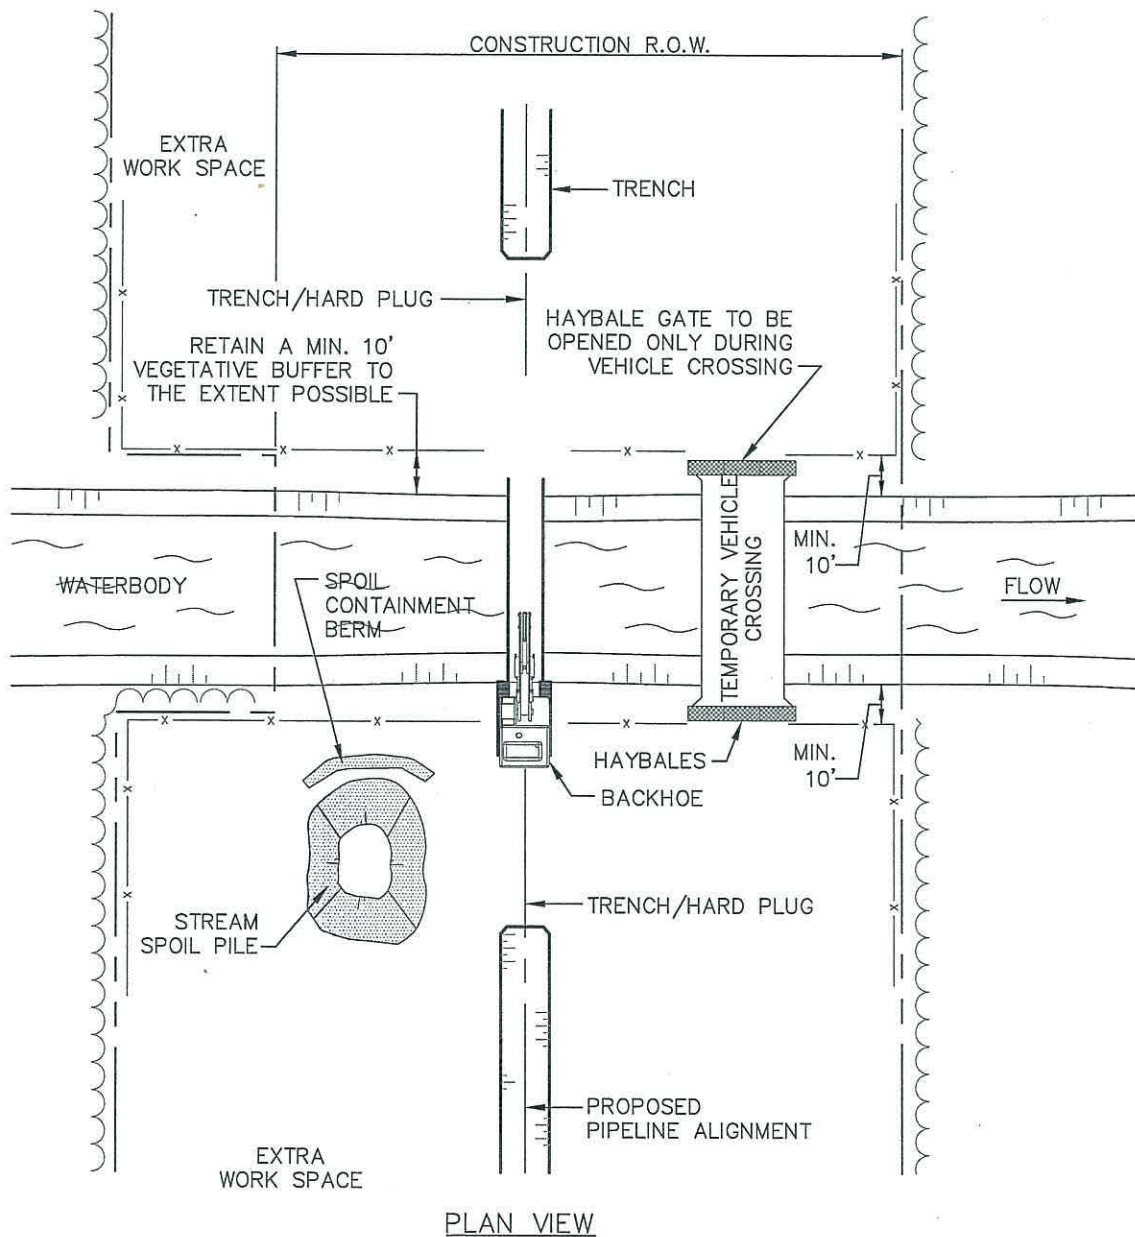 CONSTRUCTION R.O.W.
EXTRA
WORK SPACE
TRENCH
TRENCH/HARD PLUG
HAYBALE GATE TO BE
OPENED ONLY DURING
VEHICLE CROSSING
RETAIN A MIN. 10'
VEGETATIVE BUFFER TO
THE EXTENT POSSIBLE
MIN.
10'
WATERBODY
SPOIL
CONTAINMENT
BERM
TEMPORARY VEHICLE
CROSSING
FLOW
HAYBALES
MIN.
10'
BACKHOE
STREAM
SPOIL PILE
TRENCH/HARD PLUG
PROPOSED
PIPELINE ALIGNMENT
EXTRA
WORK SPACE
PLAN VIEW